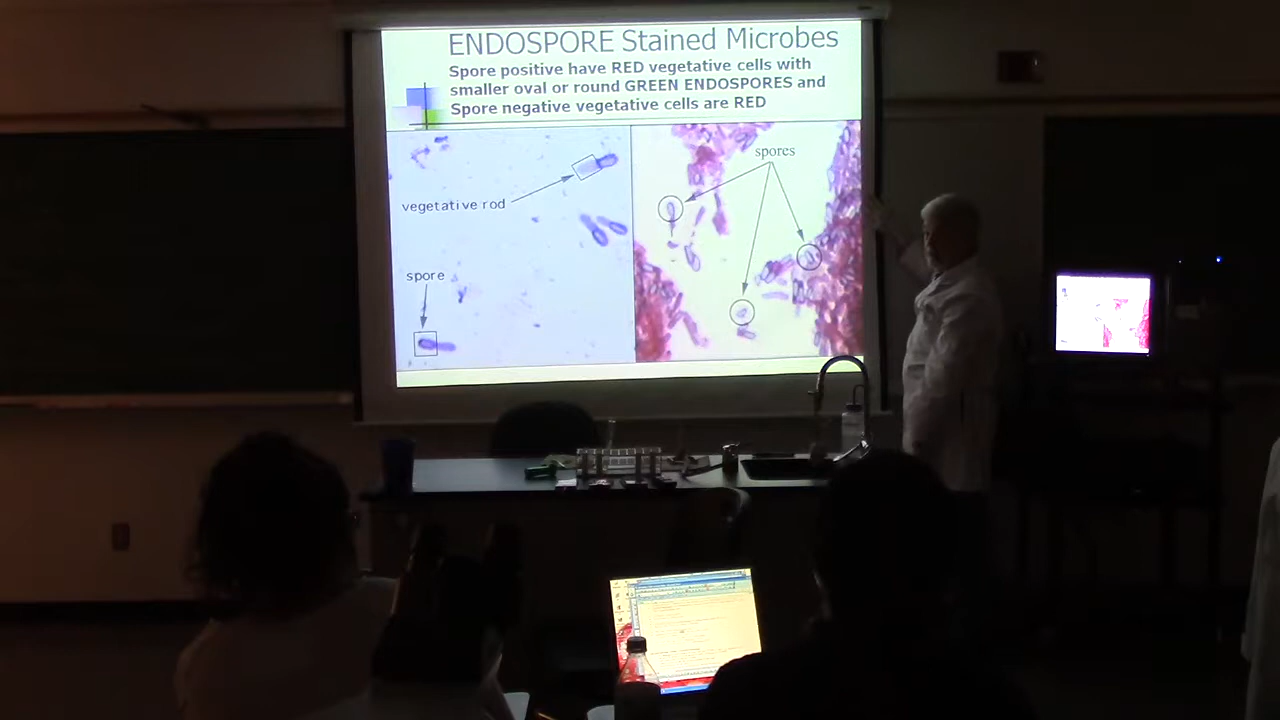 ENDOSPORE Stained Microbes
Spore positive have RED vegetative cells with
smaller oval or round GREEN ENDOSPORES and
Spore negative vegetative cells are RED
vegetative rod
spore
spores